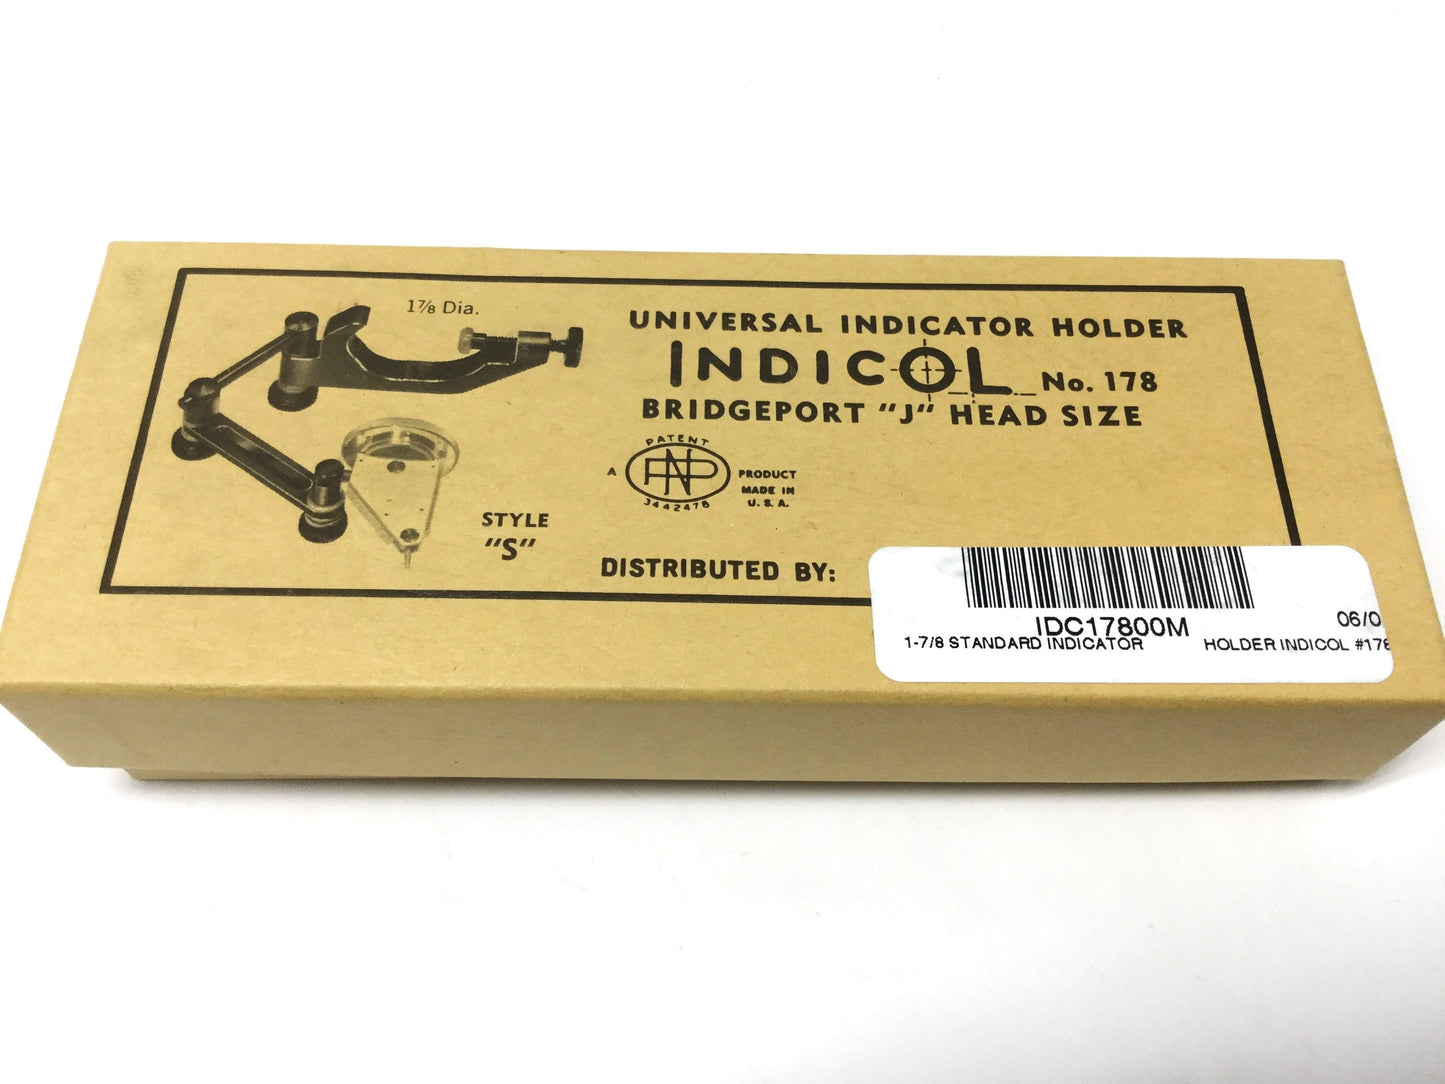 1⅞ Dia.
STYLE
"S"
UNIVERSAL INDICATOR HOLDER
INDICOL No. 178
BRIDGEPORT "J" HEAD SIZE
PATENT
A PNP PRODUCT
MADE IN
U.S.A.
3442478
DISTRIBUTED BY:
IDC17800M
06/0
1-7/8 STANDARD INDICATOR HOLDER INDICOL #178